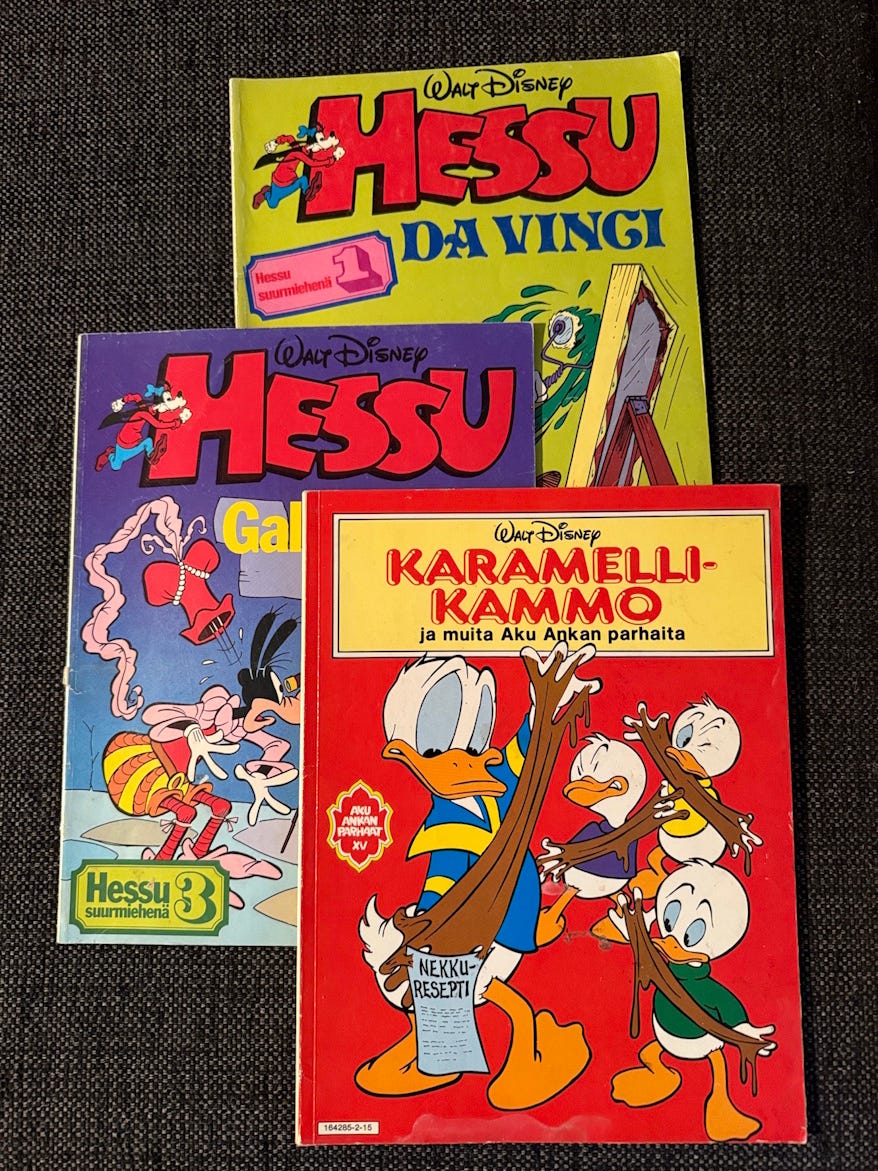 WALT DISNEY
HESSU
DA VINCI
Hessu
suurmiehenä 1
WALT DISNEY
HESSU
Hessu
suurmiehenä 3
WALT DISNEY
KARAMELLI-
KAMMO
ja muita Aku Ankan parhaita
AKU
ANKAN
PARHAAT
XV
NEKKU-
RESEPTI
164285-2-15